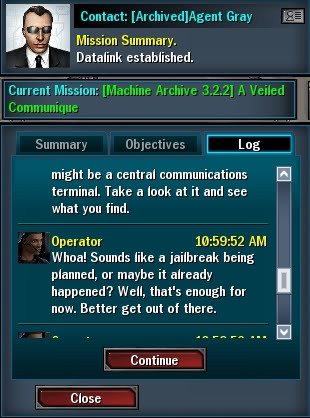 Contact: [Archived]Agent Gray
Mission Summary.
Datalink established.
Current Mission: [Machine Archive 3.2.2] A Veiled
Communique
Summary
Objectives
Log
might be a central communications
terminal. Take a look at it and see
what you find.
Operator 10:59:52 AM
Whoa! Sounds like a jailbreak being
planned, or maybe it already
happened? Well, that's enough for
now. Better get out of there.
Continue
Close